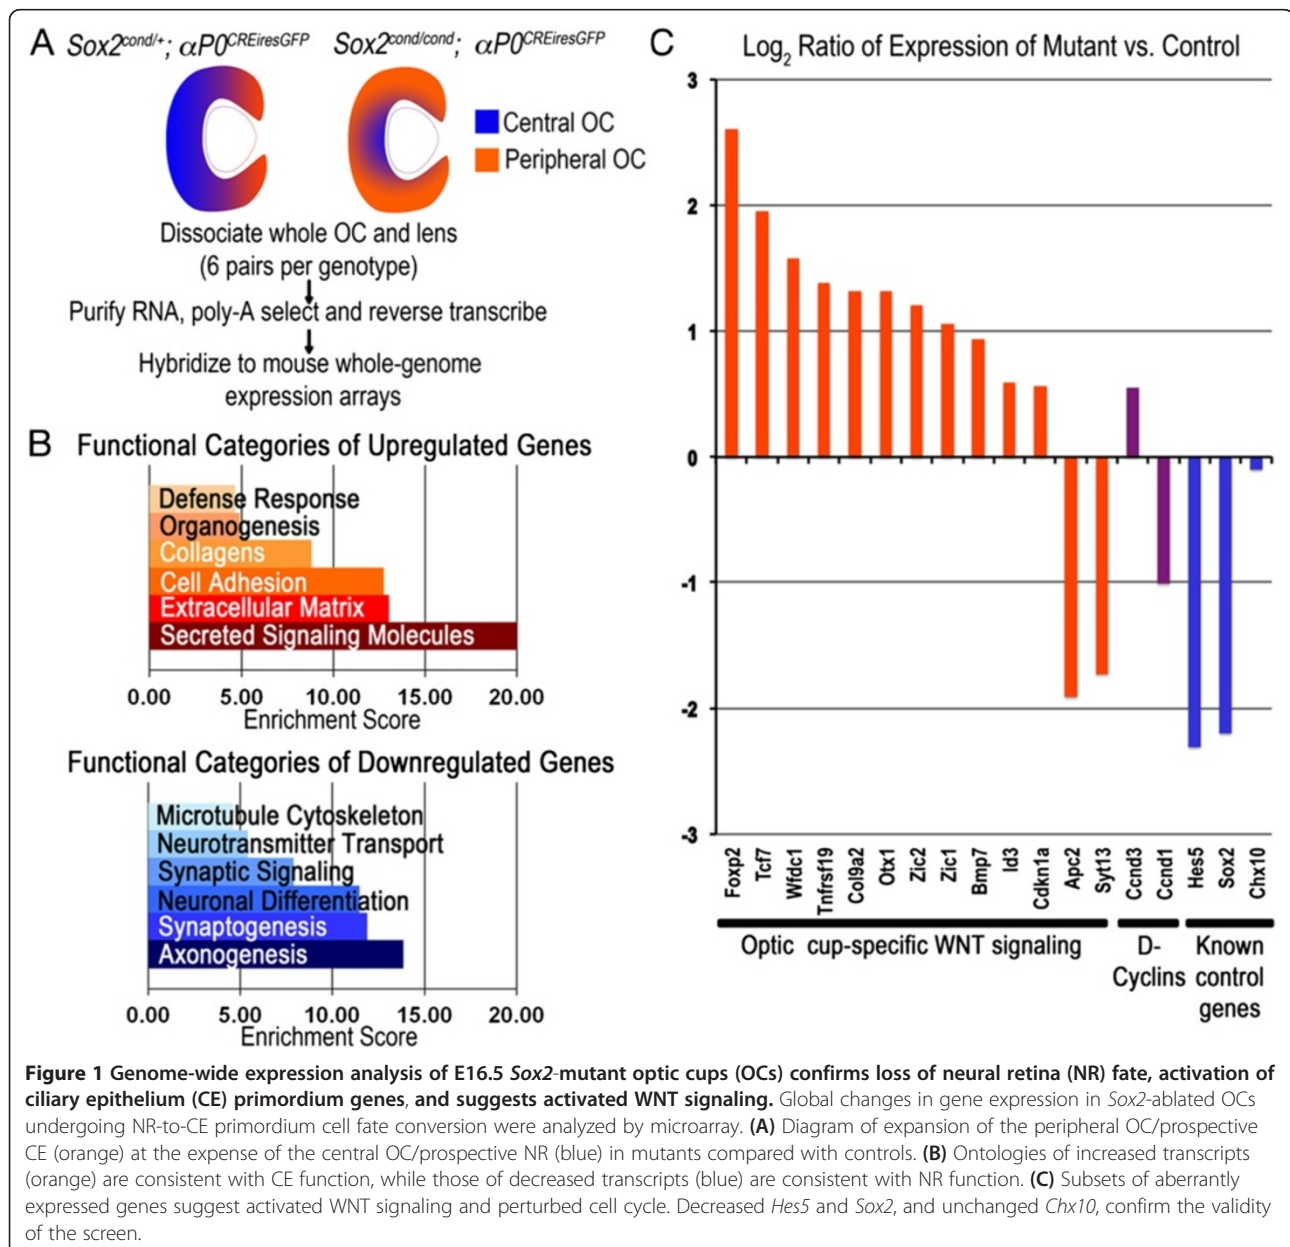 A Sox2cond/+; αP0CREiresGFP Sox2cond/cond; αP0CREiresGFP
Central OC
Peripheral OC
Dissociate whole OC and lens
(6 pairs per genotype)
Purify RNA, poly-A select and reverse transcribe
Hybridize to mouse whole-genome
expression arrays
B Functional Categories of Upregulated Genes
Defense Response
Organogenesis
Collagens
Cell Adhesion
Extracellular Matrix
Secreted Signaling Molecules
0.00 5.00 10.00 15.00 20.00
Enrichment Score
Functional Categories of Downregulated Genes
Microtubule Cytoskeleton
Neurotransmitter Transport
Synaptic Signaling
Neuronal Differentiation
Synaptogenesis
Axonogenesis
0.00 5.00 10.00 15.00 20.00
Enrichment Score
C Log2 Ratio of Expression of Mutant vs. Control
3
2
1
0
-1
-2
-3
Foxp2
Tcf7
Wfdc1
Tnfrsf19
Col9a2
Otx1
Zic2
Zic1
Bmp7
Id3
Cdkn1a
Apc2
Syt13
Ccnd3
Ccnd1
Hes5
Sox2
Chx10
Optic cup-specific WNT signaling
D-
Cyclins
Known
control
genes
Figure 1 Genome-wide expression analysis of E16.5 Sox2-mutant optic cups (OCs) confirms loss of neural retina (NR) fate, activation of
ciliary epithelium (CE) primordium genes, and suggests activated WNT signaling. Global changes in gene expression in Sox2-ablated OCs
undergoing NR-to-CE primordium cell fate conversion were analyzed by microarray. (A) Diagram of expansion of the peripheral OC/prospective
CE (orange) at the expense of the central OC/prospective NR (blue) in mutants compared with controls. (B) Ontologies of increased transcripts
(orange) are consistent with CE function, while those of decreased transcripts (blue) are consistent with NR function. (C) Subsets of aberrantly
expressed genes suggest activated WNT signaling and perturbed cell cycle. Decreased Hes5 and Sox2, and unchanged Chx10, confirm the validity
of the screen.